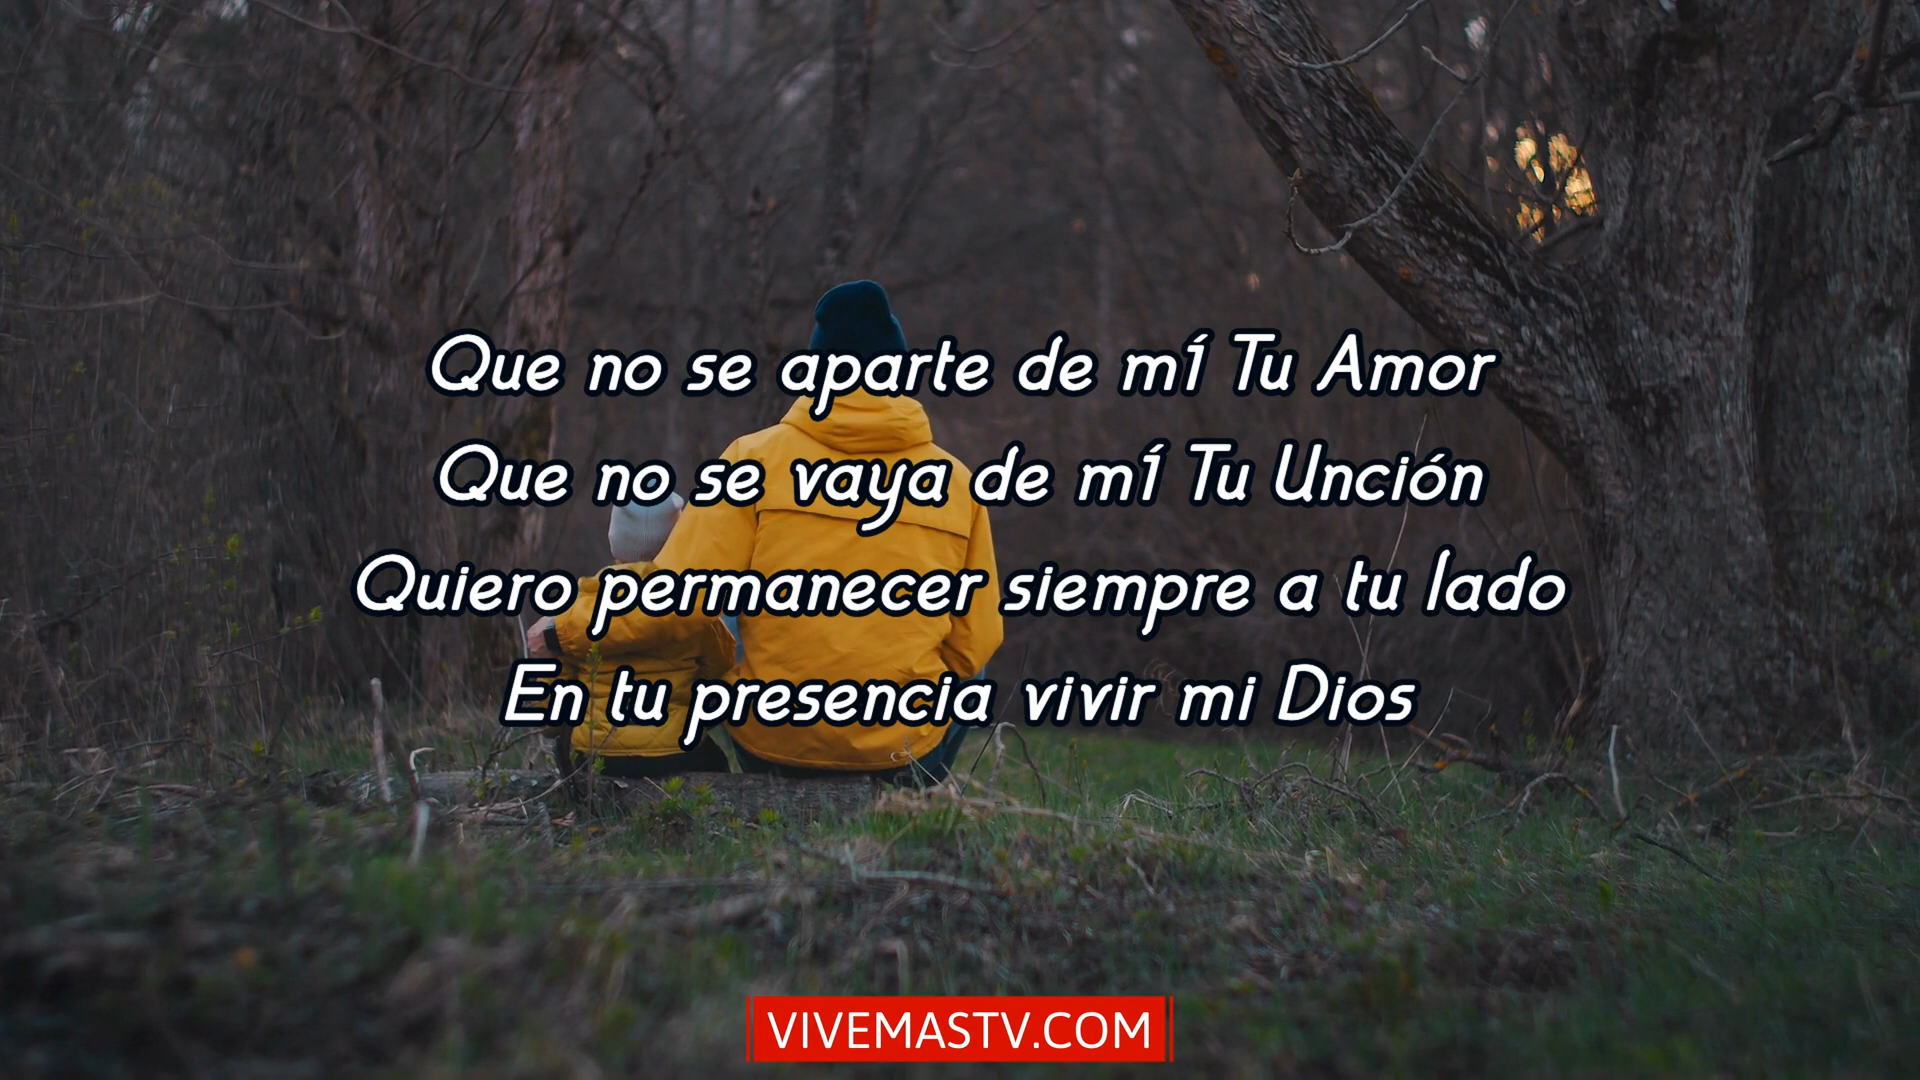 Que no se aparte de mí Tu Amor
Que no se vaya de mí Tu Unción
Quiero permanecer siempre a tu lado
En tu presencia vivir mi Dios
VIVEMASTV.COM